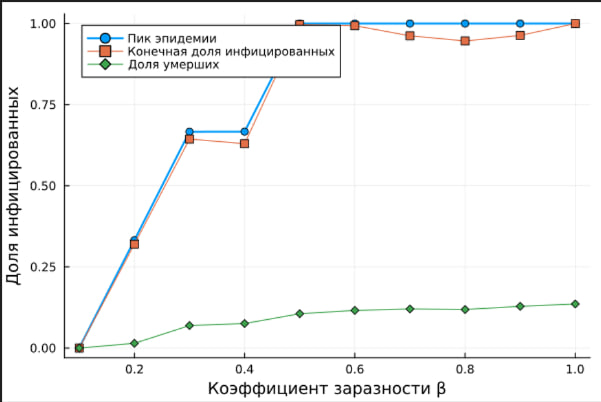 1.00
0.75
0.50
0.25
0.00
Доля инфицированных
Пик эпидемии
Конечная доля инфицированных
Доля умерших
0.2 0.4 0.6 0.8 1.0
Коэффициент заразности β